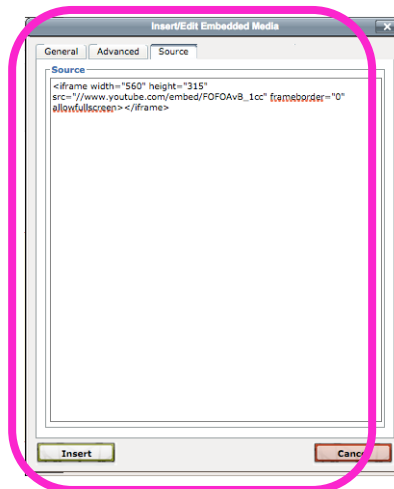 Insert/Edit Embedded Media X
General Advanced Source
Source
<iframe width="560" height="315"
src="//www.youtube.com/embed/FOFOAvB_1cc" frameborder="0"
allowfullscreen></iframe>
Insert Cancel